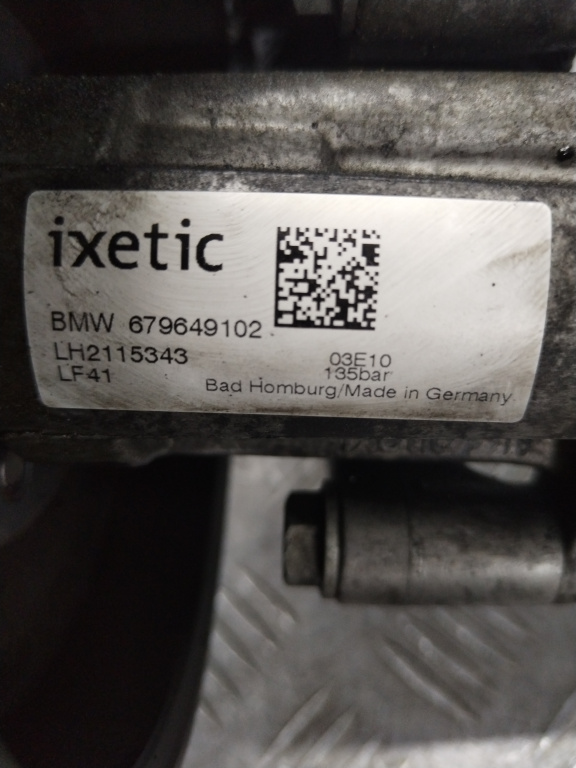 ixetic
BMW 679649102
LH2115343 03E10
LF41 135bar
Bad Homburg/Made in Germany